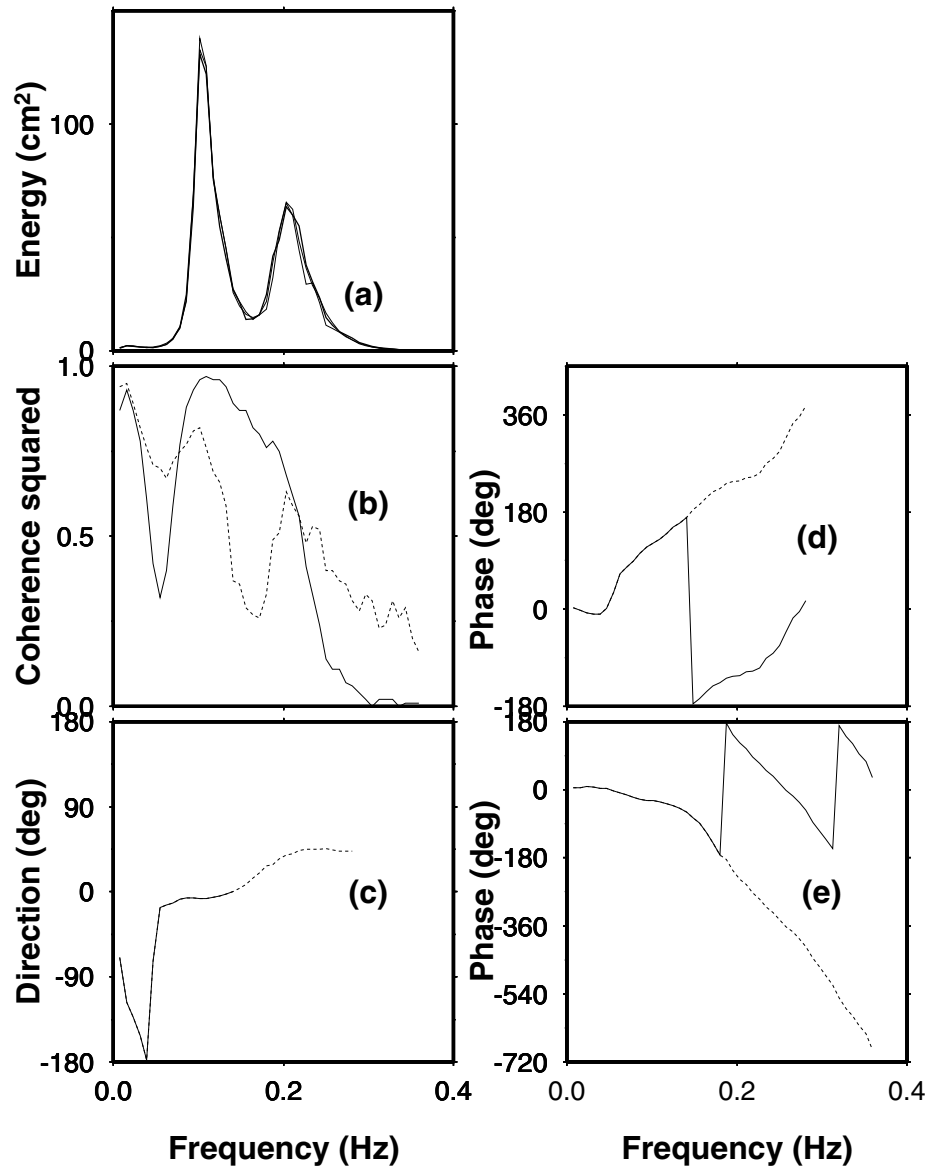 Energy (cm²)
100
0
(a)
Coherence squared
1.0
0.5
0.0
(b)
Phase (deg)
360
180
0
-180
(d)
Direction (deg)
180
90
0
-90
-180
(c)
0.0
0.2
0.4
Frequency (Hz)
Phase (deg)
180
0
-180
-360
-540
-720
(e)
0.0
0.2
0.4
Frequency (Hz)